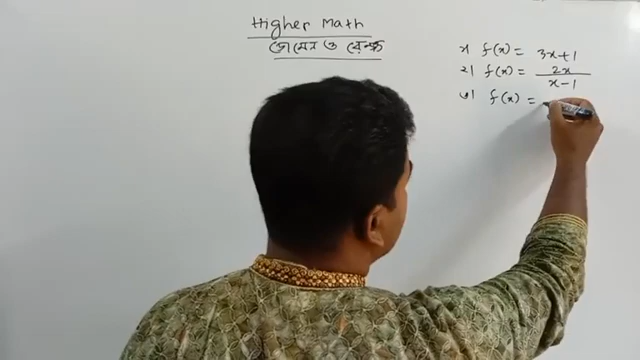 Higher Math
ডোমেন ও রেঞ্জ
১। f(x) = 3x+1
২। f(x) = 2x / x-1
৩। f(x) =